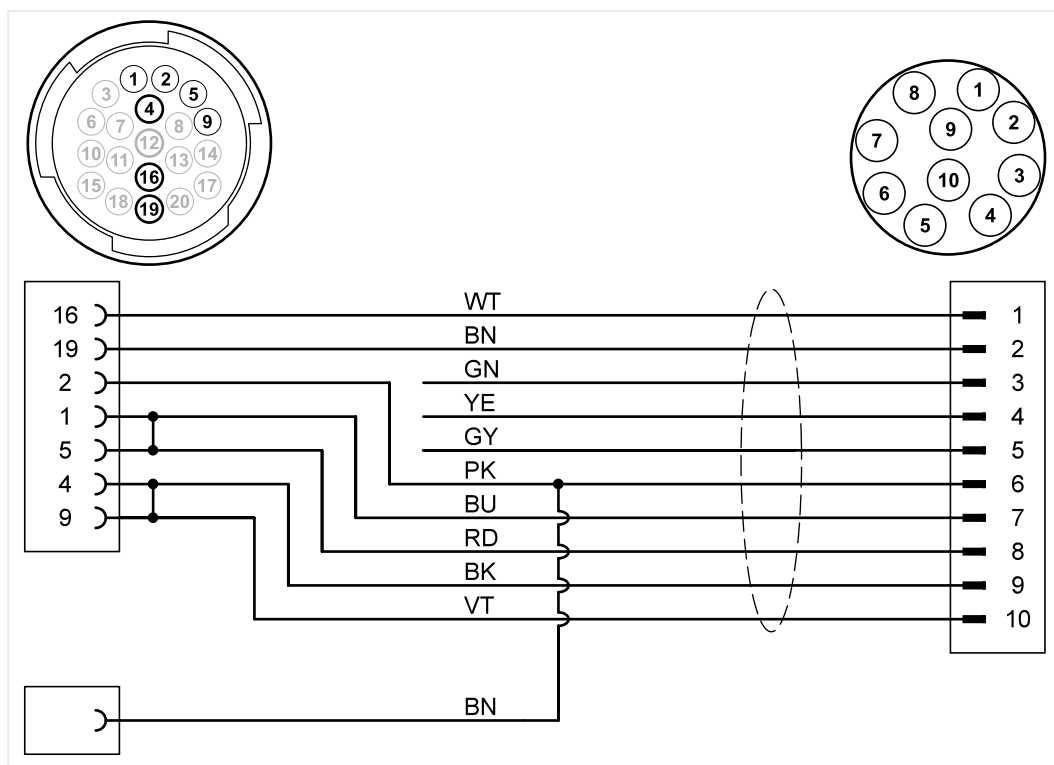 1 2
3 5
4
6 7 8 9
12
10 11 13 14
16
15 17
18 19 20
8 1
9 2
7
10 3
6
5 4
16 WT 1
19 BN 2
2 GN 3
1 YE 4
5 GY 5
4 PK 6
9 BU 7
RD 8
BK 9
VT 10
BN